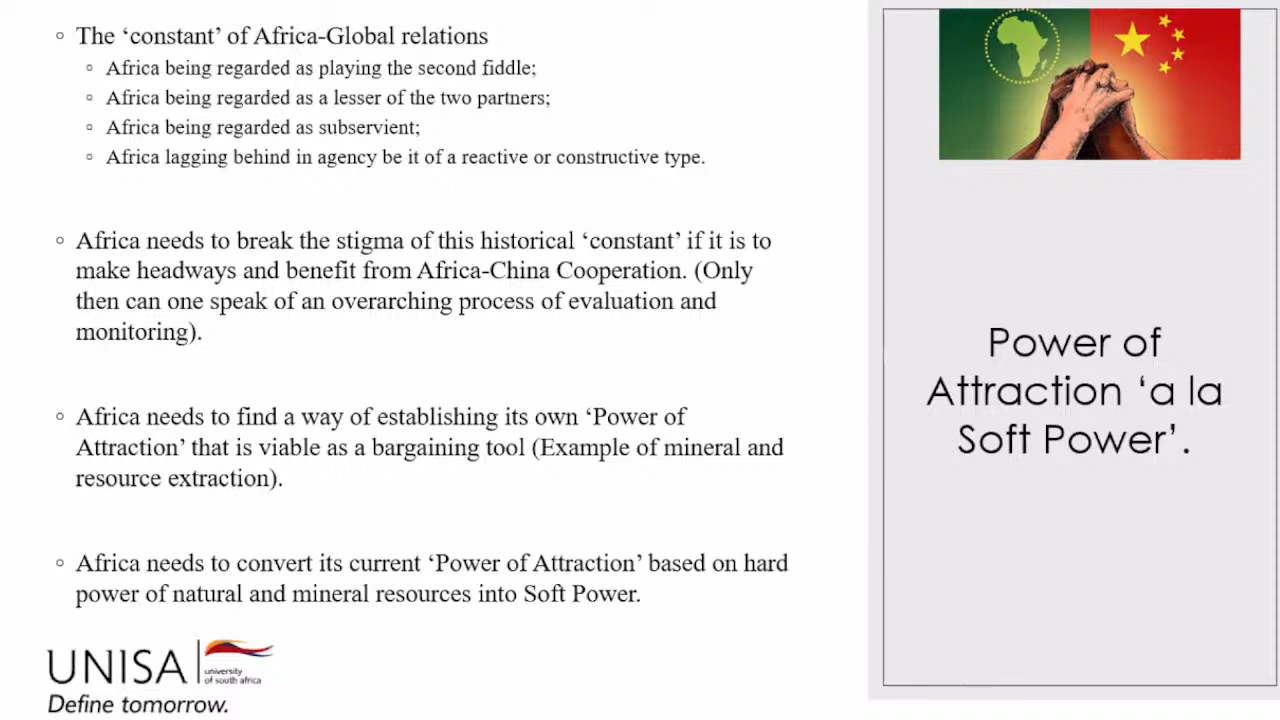 The ‘constant’ of Africa-Global relations
Africa being regarded as playing the second fiddle;
Africa being regarded as a lesser of the two partners;
Africa being regarded as subservient;
Africa lagging behind in agency be it of a reactive or constructive type.
Africa needs to break the stigma of this historical ‘constant’ if it is to
make headways and benefit from Africa-China Cooperation. (Only
then can one speak of an overarching process of evaluation and
monitoring).
Africa needs to find a way of establishing its own ‘Power of
Attraction’ that is viable as a bargaining tool (Example of mineral and
resource extraction).
Africa needs to convert its current ‘Power of Attraction’ based on hard
power of natural and mineral resources into Soft Power.
UNISA
university
of south africa
Define tomorrow.
Power of
Attraction ‘a la
Soft Power’.